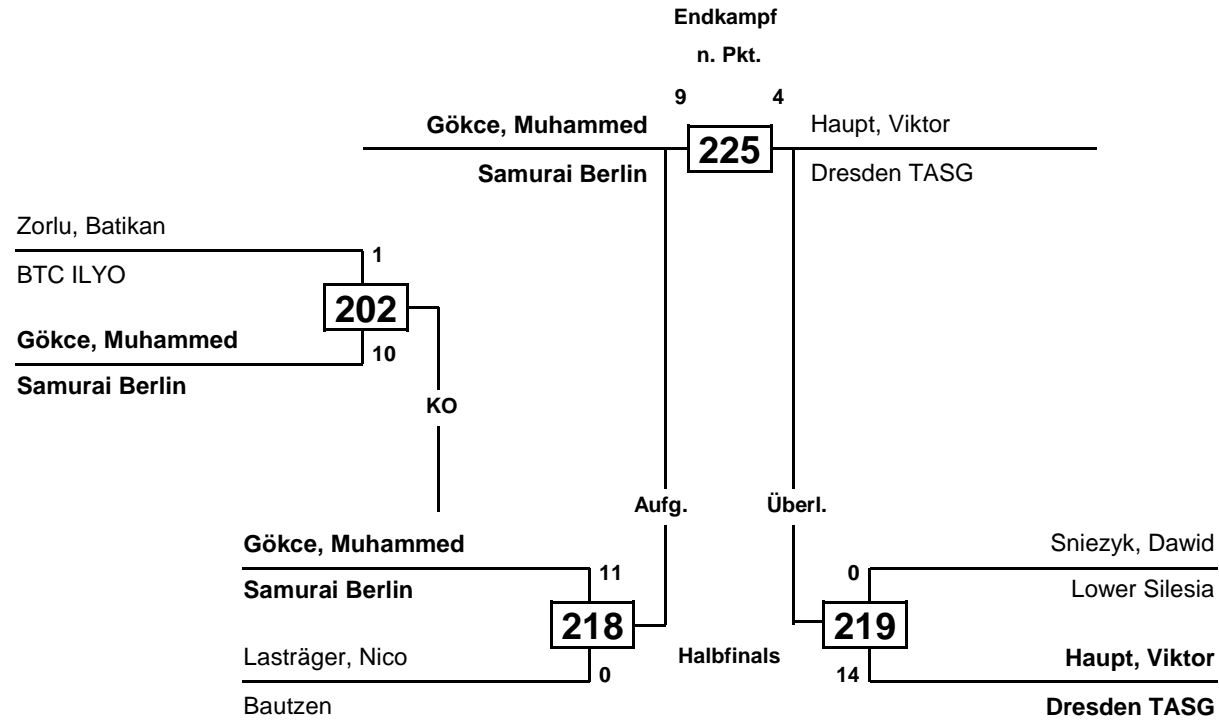 Endkampf
n. Pkt.
9 4
Gökce, Muhammed 225 Haupt, Viktor
Samurai Berlin Dresden TASG
Zorlu, Batikan
1
BTC ILYO
202
Gökce, Muhammed
10
Samurai Berlin
KO
Aufg. Überl.
Gökce, Muhammed Sniezyk, Dawid
11 0
Samurai Berlin Lower Silesia
218 219
Lasträger, Nico Halbfinals Haupt, Viktor
0 14
Bautzen Dresden TASG